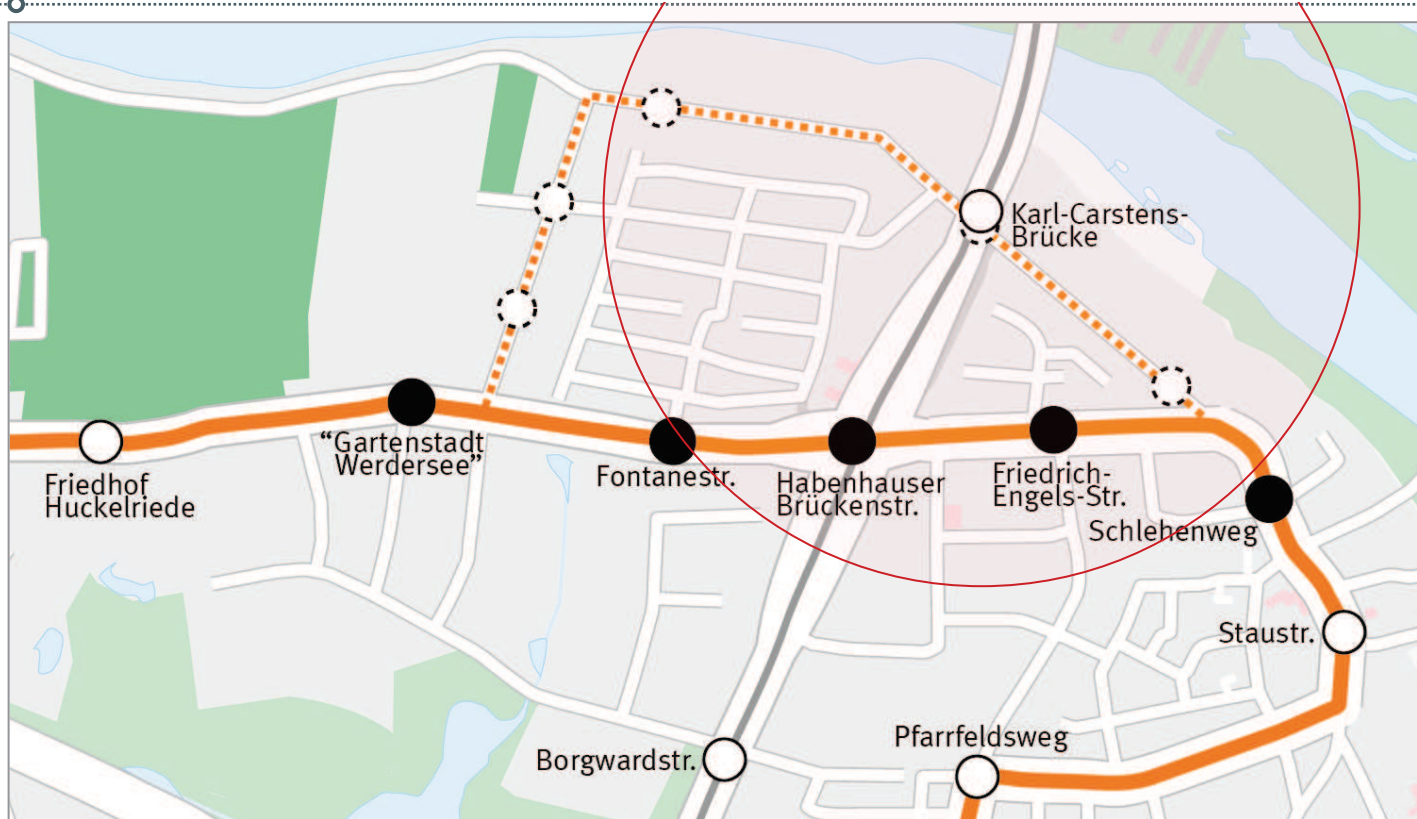 Karl-Carstens-
Brücke
“Gartenstadt
Werdersee”
Friedhof
Huckelriede
Fontanestr.
Habenhauser
Brückenstr.
Friedrich-
Engels-Str.
Schlehenweg
Staustr.
Pfarrfeldsweg
Borgwardstr.